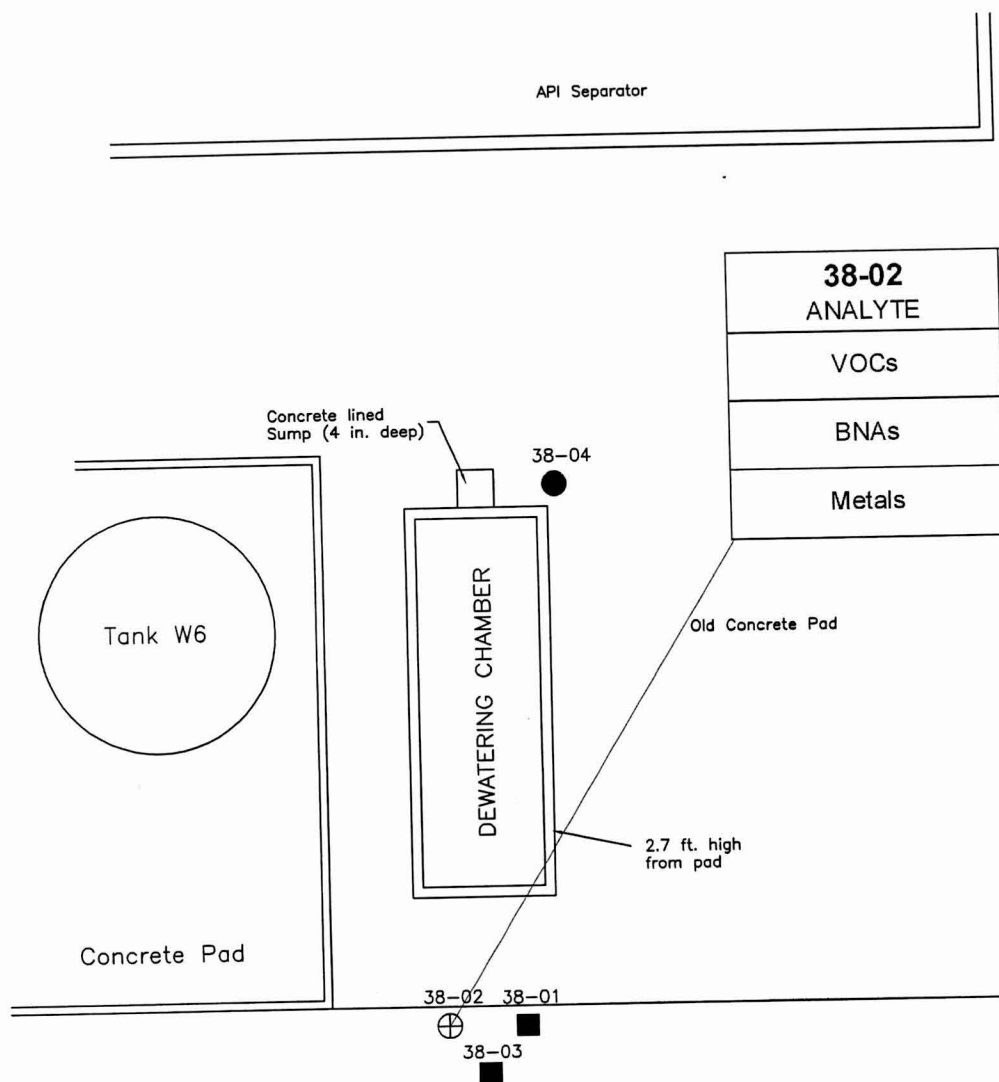 API Separator
38-02
ANALYTE
VOCs
BNAs
Metals
Concrete lined
Sump (4 in. deep)
38-04
Tank W6
DEWATERING CHAMBER
Old Concrete Pad
2.7 ft. high
from pad
Concrete Pad
38-02 38-01
38-03